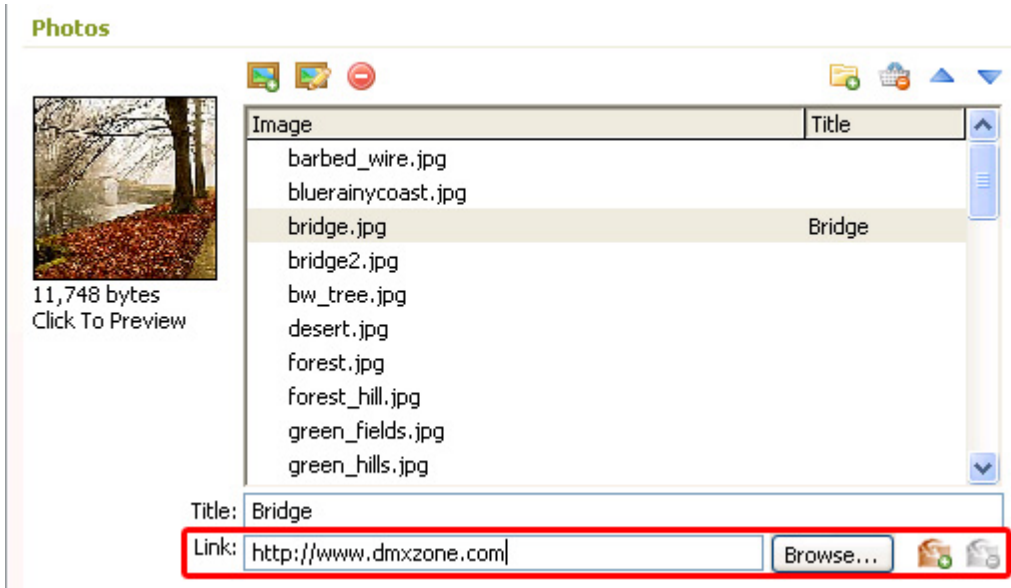 Photos
Image Title
barbed_wire.jpg
bluerainycoast.jpg
bridge.jpg Bridge
bridge2.jpg
bw_tree.jpg
desert.jpg
forest.jpg
forest_hill.jpg
green_fields.jpg
green_hills.jpg
11,748 bytes
Click To Preview
Title: Bridge
Link: http://www.dmxzone.com Browse...